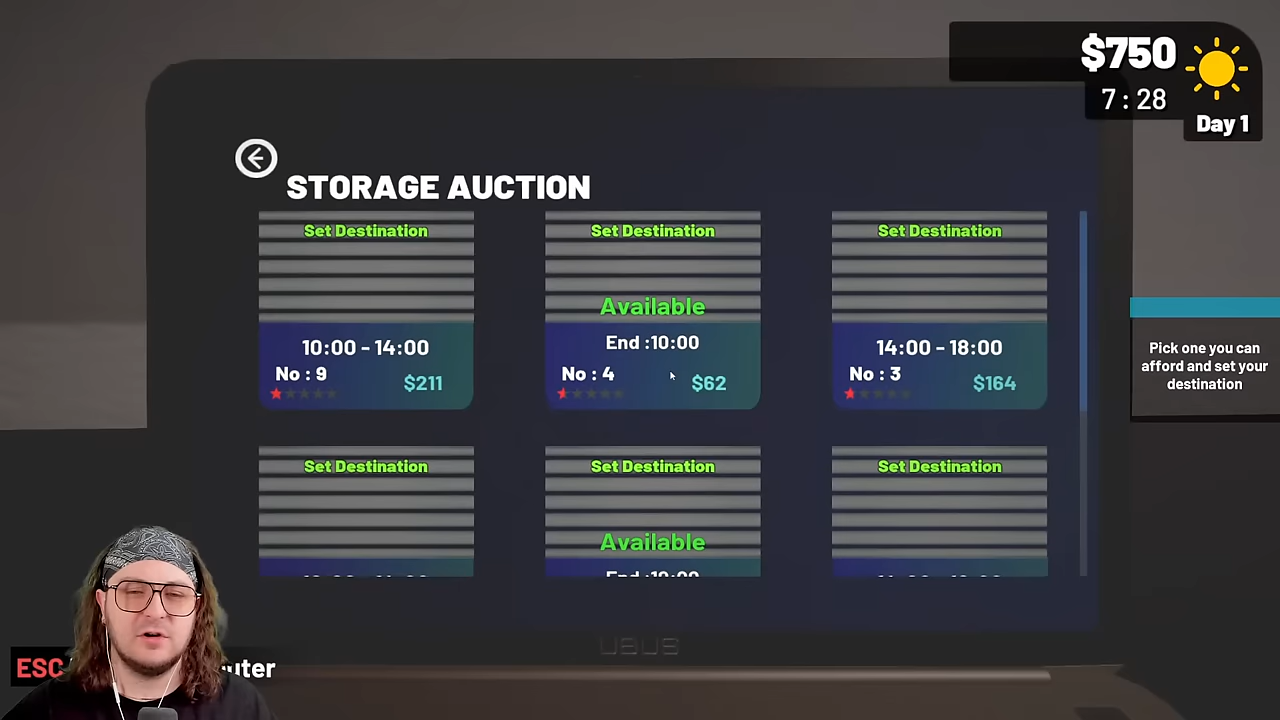 $750
7 : 28
Day 1
STORAGE AUCTION
Set Destination
10:00 - 14:00
No : 9
$211
Set Destination
Available
End :10:00
No : 4
$62
Set Destination
14:00 - 18:00
No : 3
$164
Set Destination
Set Destination
Available
Set Destination
Pick one you can
afford and set your
destination
ESC